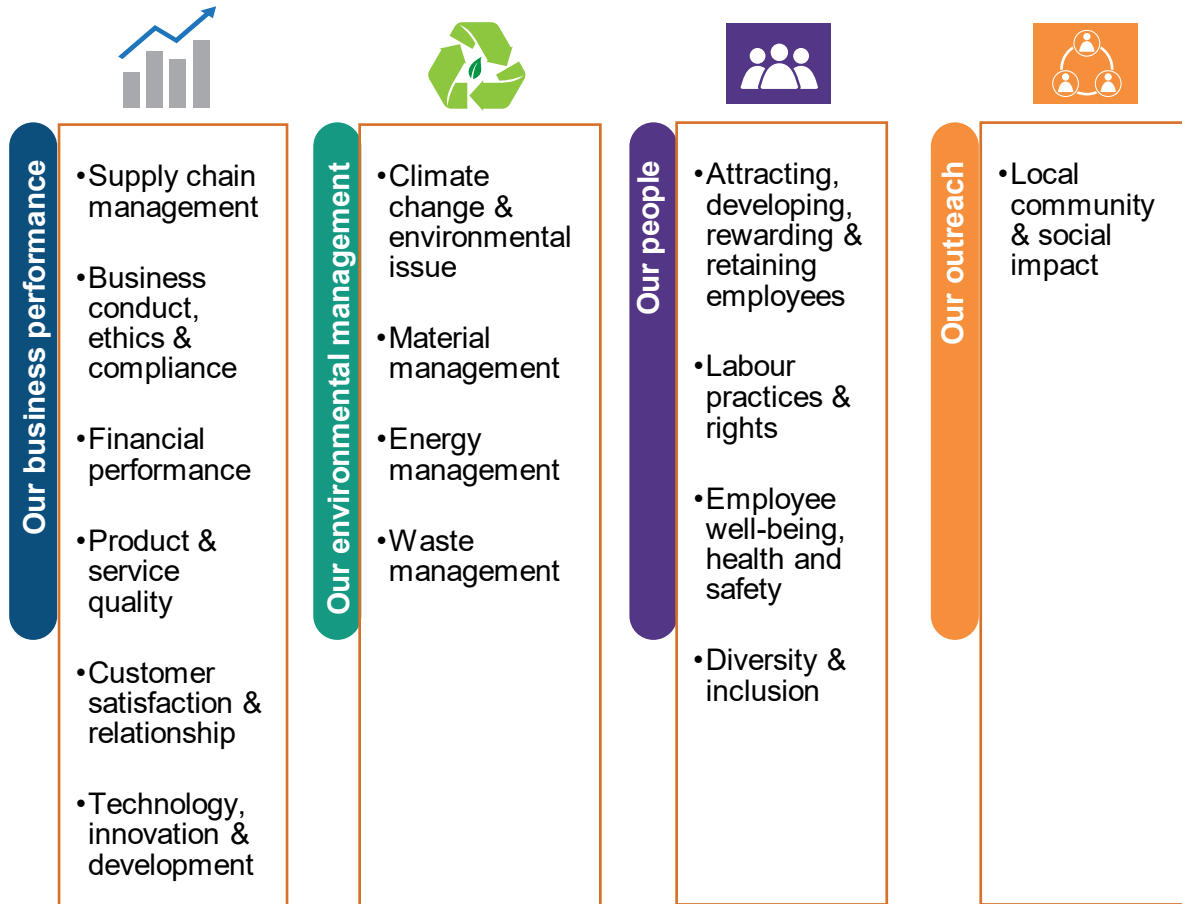 Our business performance
•Supply chain
management
•Business
conduct,
ethics &
compliance
•Financial
performance
•Product &
service
quality
•Customer
satisfaction &
relationship
•Technology,
innovation &
development
Our environmental management
•Climate
change &
environmental
issue
•Material
management
•Energy
management
•Waste
management
Our people
•Attracting,
developing,
rewarding &
retaining
employees
•Labour
practices &
rights
•Employee
well-being,
health and
safety
•Diversity &
inclusion
Our outreach
•Local
community
& social
impact